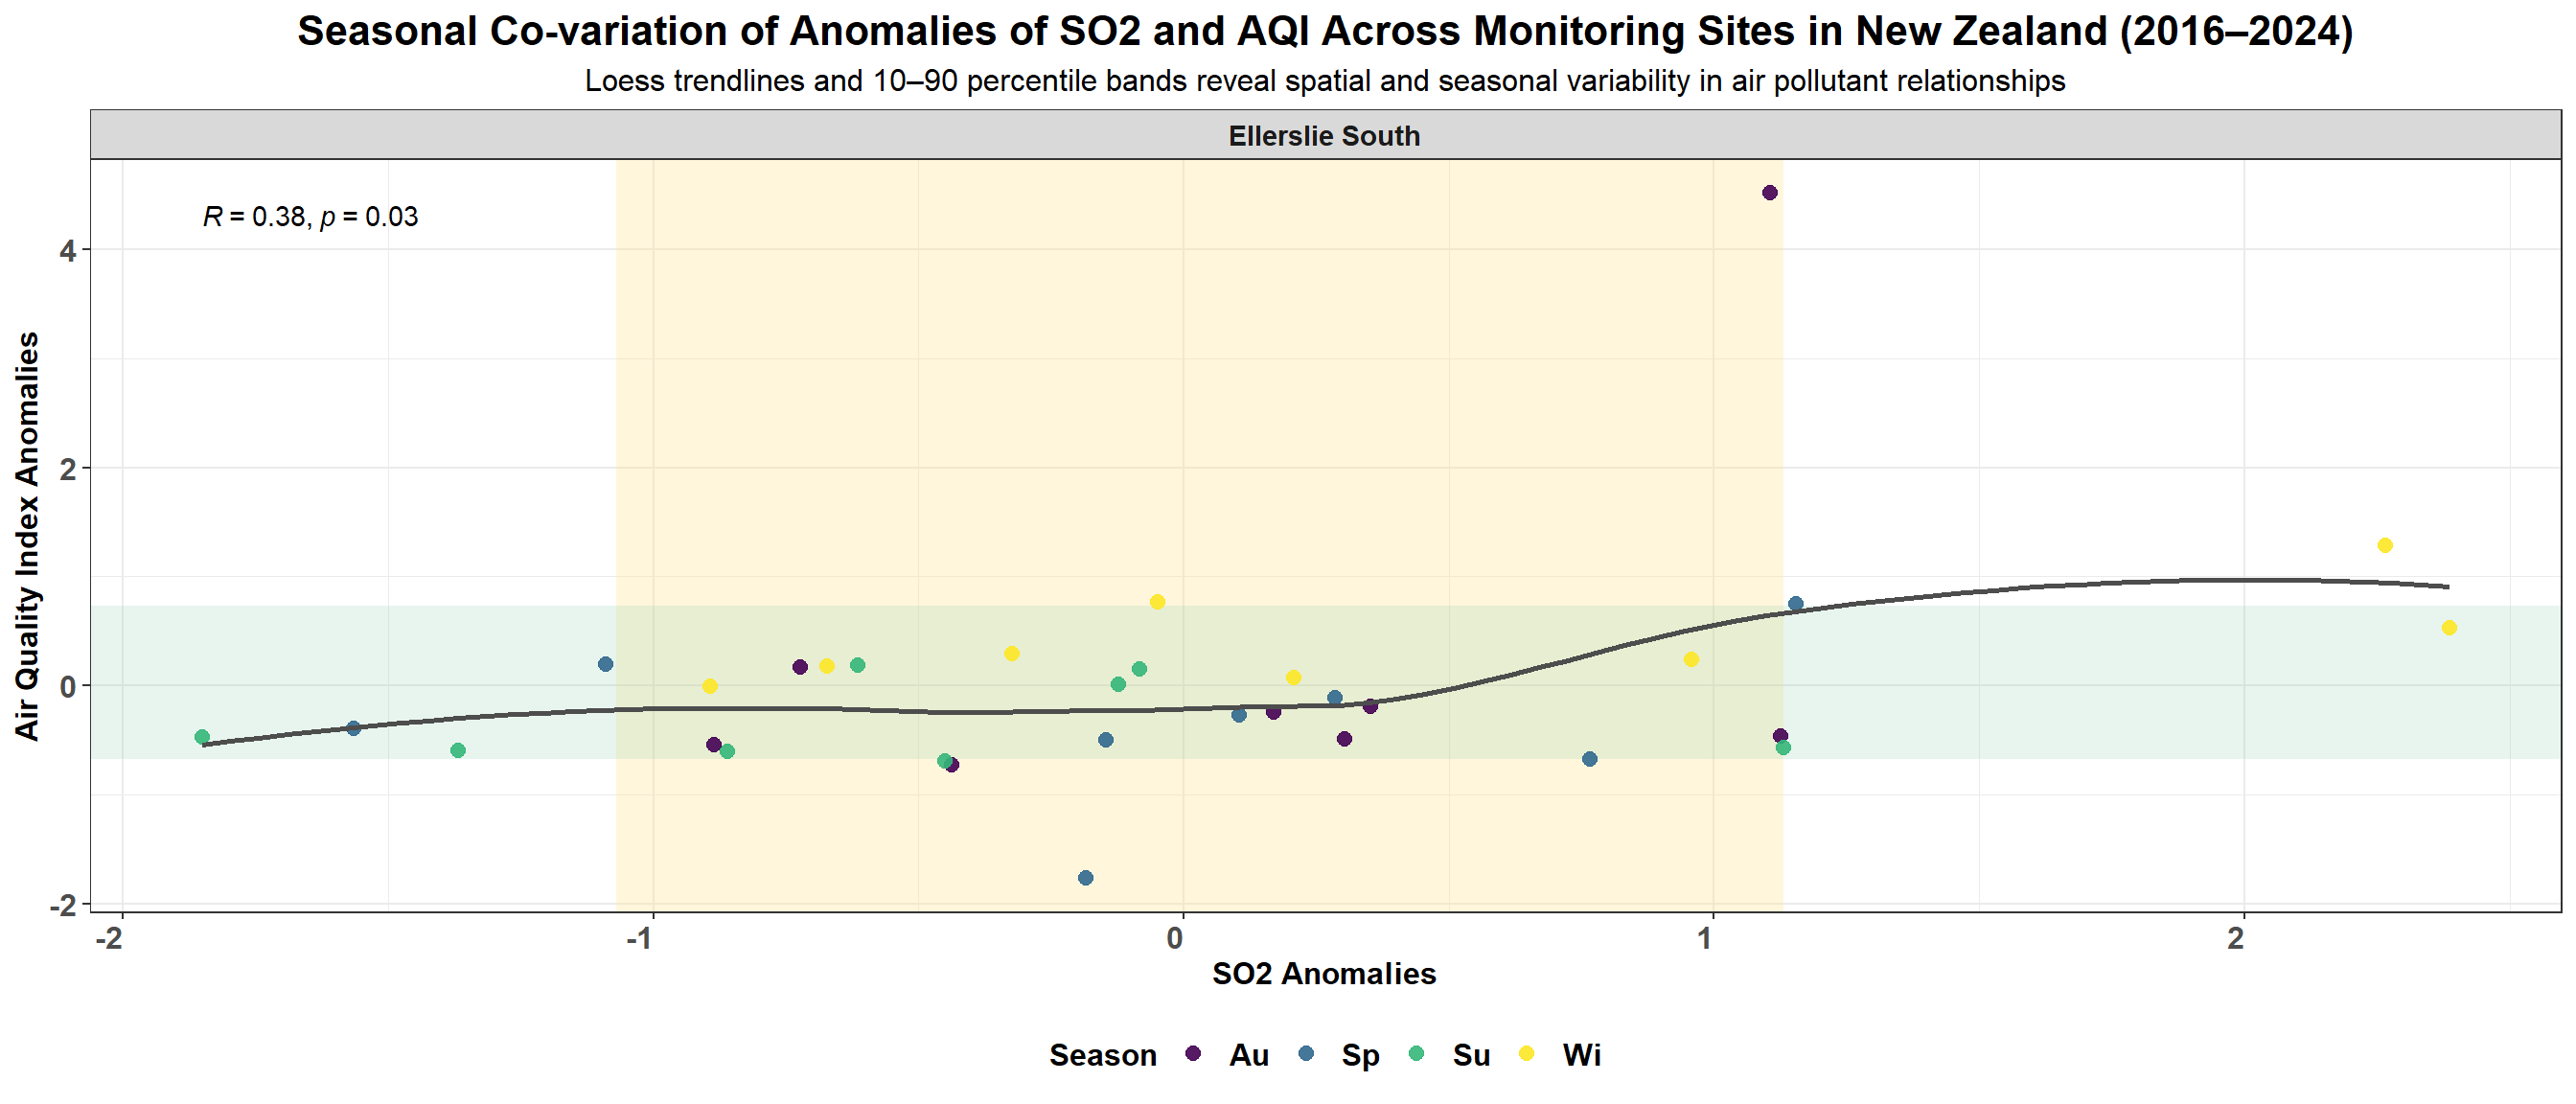 Seasonal Co-variation of Anomalies of SO2 and AQI Across Monitoring Sites in New Zealand (2016–2024)
Loess trendlines and 10–90 percentile bands reveal spatial and seasonal variability in air pollutant relationships
Ellerslie South
R = 0.38, p = 0.03
Air Quality Index Anomalies
4
2
0
-2
-2 -1 0 1 2
SO2 Anomalies
Season Au Sp Su Wi